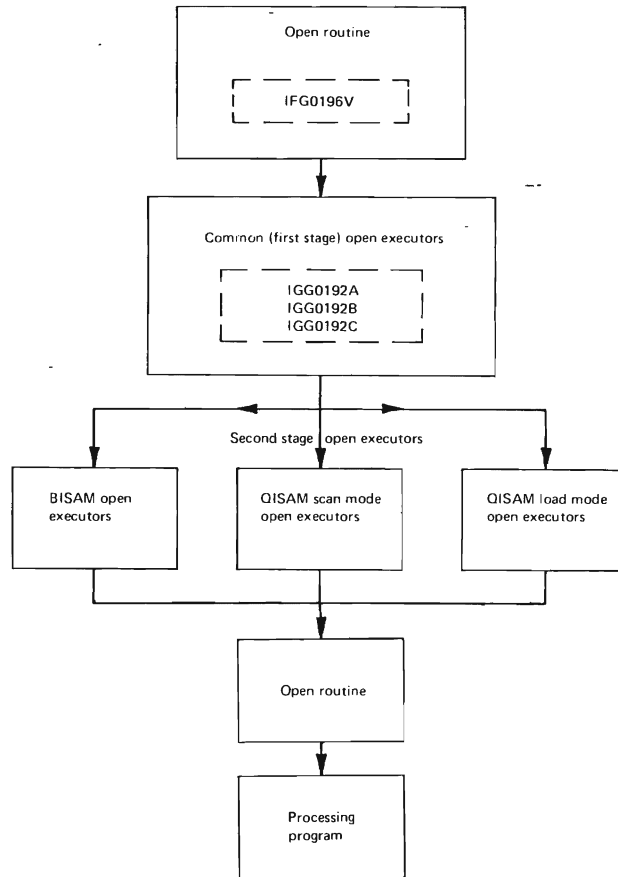 Open routine
IFG0196V
Common (first stage) open executors
IGG0192A
IGG0192B
IGG0192C
Second stage open executors
BISAM open
executors
QISAM scan mode
open executors
QISAM load mode
open executors
Open routine
Processing
program